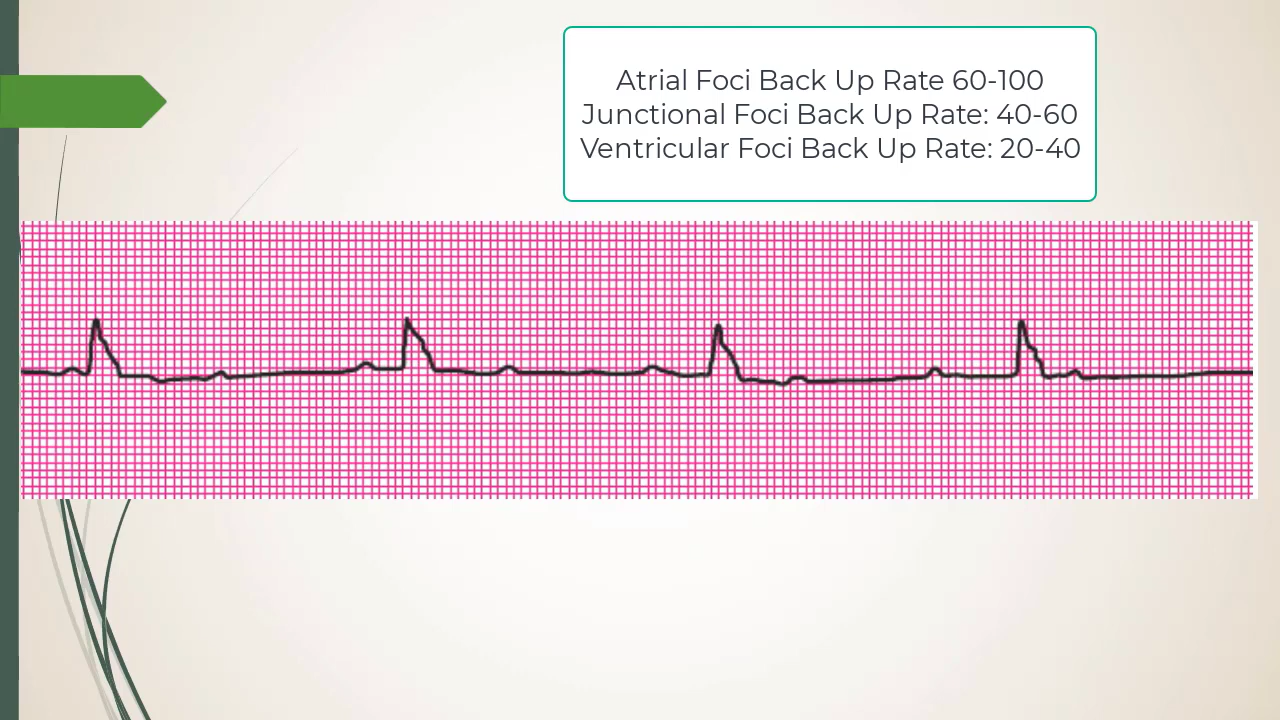 Atrial Foci Back Up Rate 60-100
Junctional Foci Back Up Rate: 40-60
Ventricular Foci Back Up Rate: 20-40